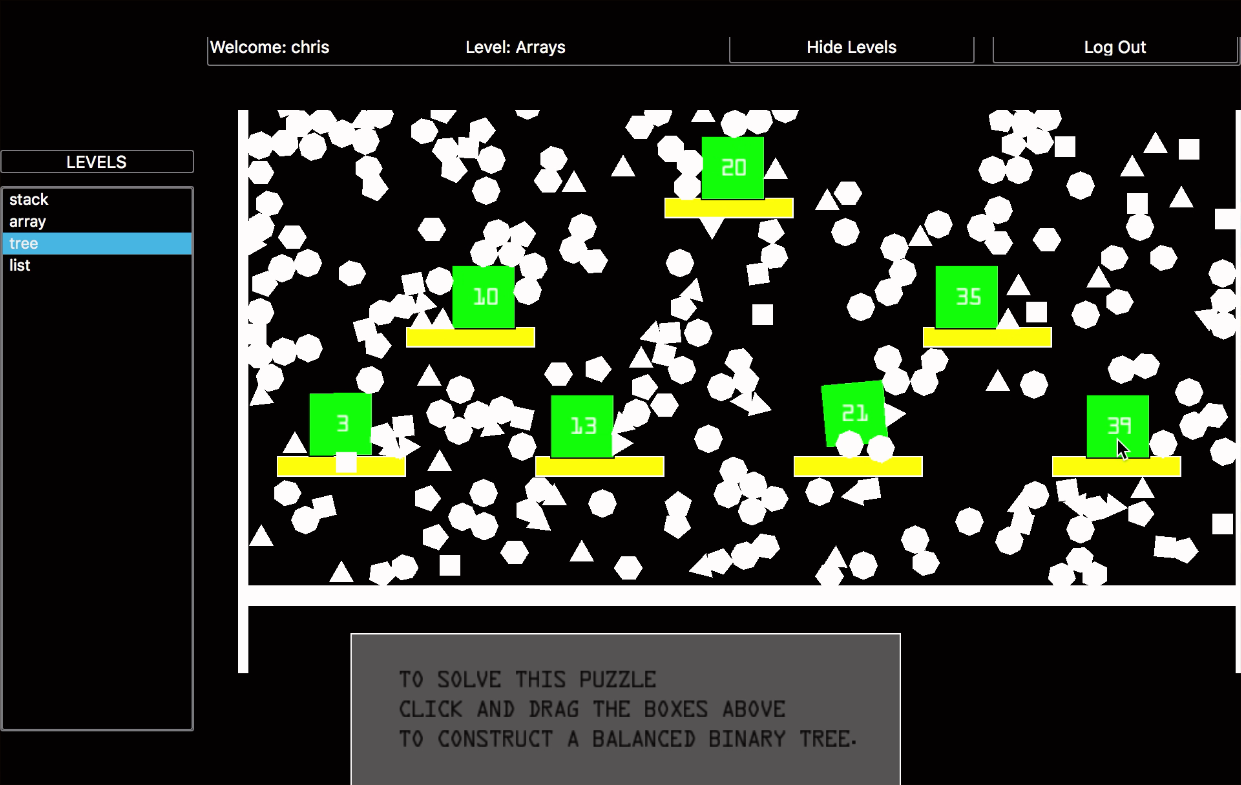 Welcome: chris
Level: Arrays
Hide Levels
Log Out
LEVELS
stack
array
tree
list
20
10
35
3
13
21
39
TO SOLVE THIS PUZZLE
CLICK AND DRAG THE BOXES ABOVE
TO CONSTRUCT A BALANCED BINARY TREE.